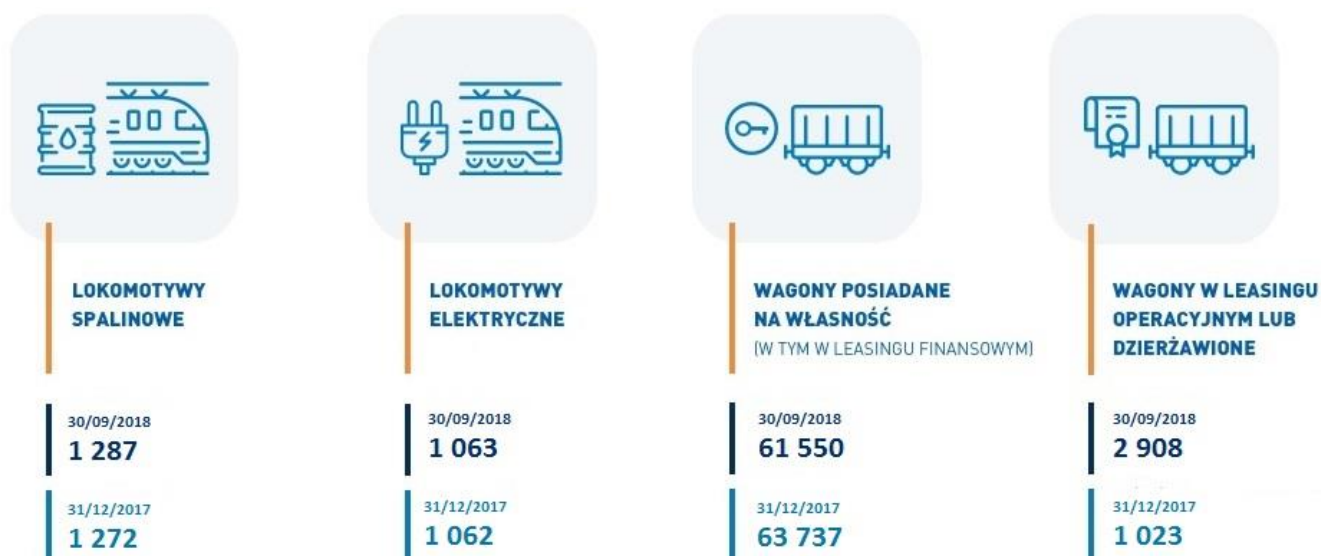 LOKOMOTYWY
SPALINOWE
30/09/2018
1 287
31/12/2017
1 272
LOKOMOTYWY
ELEKTRYCZNE
30/09/2018
1 063
31/12/2017
1 062
WAGONY POSIADANE
NA WŁASNOŚĆ
(W TYM W LEASINGU FINANSOWYM)
30/09/2018
61 550
31/12/2017
63 737
WAGONY W LEASINGU
OPERACYJNYM LUB
DZIERŻAWIONE
30/09/2018
2 908
31/12/2017
1 023